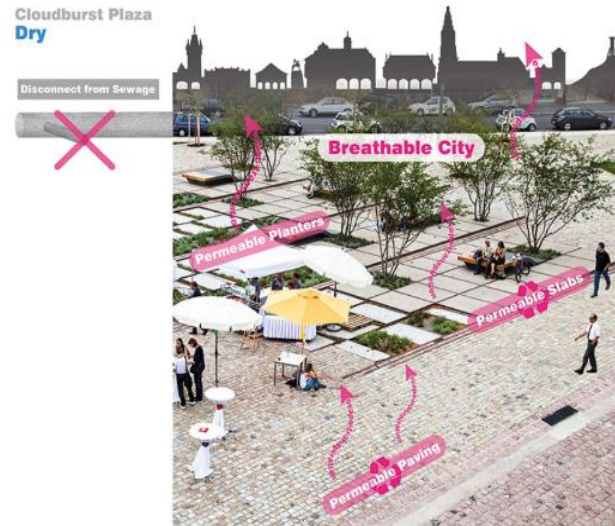 Cloudburst Plaza
Dry
Disconnect from Sewage
Breathable City
Permeable Planters
Permeable Slabs
Permeable Paving